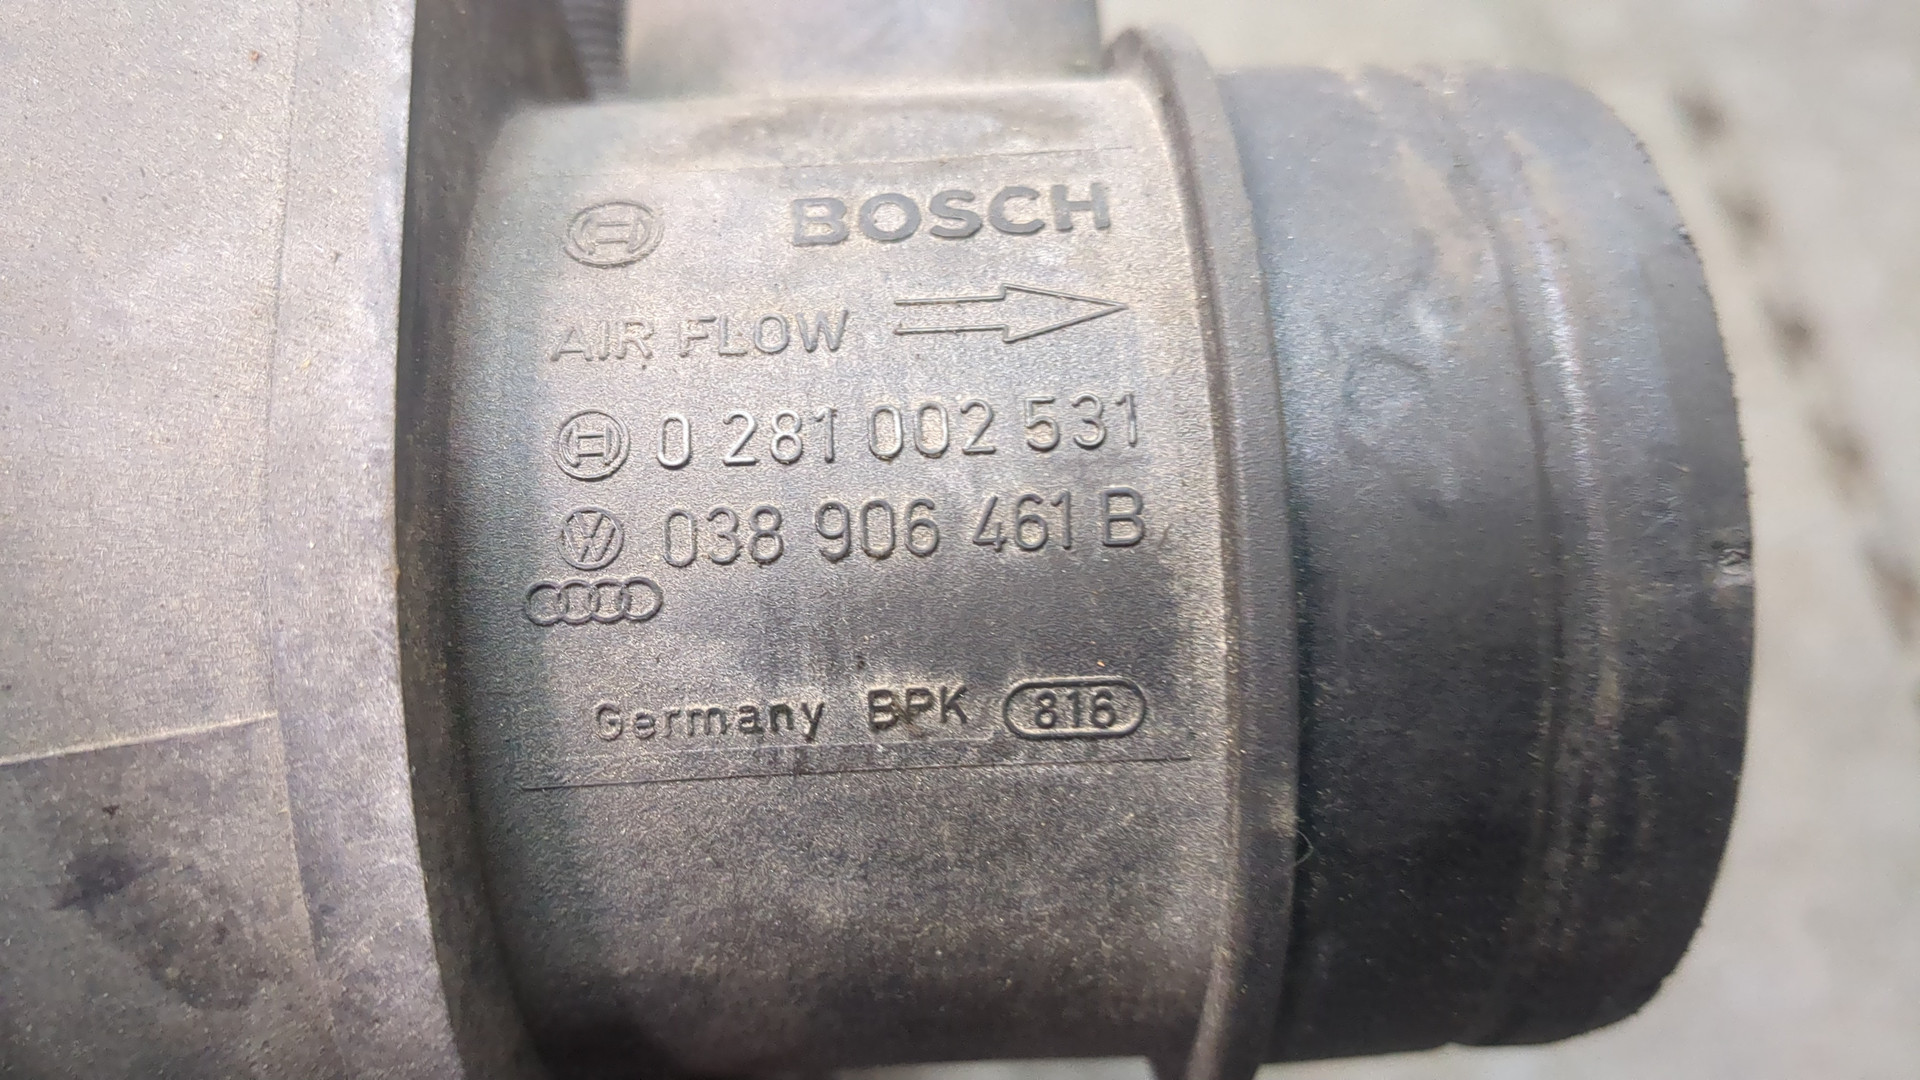 BOSCH
AIR FLOW
0 281 002 531
038 906 461 B
Germany BPK 816